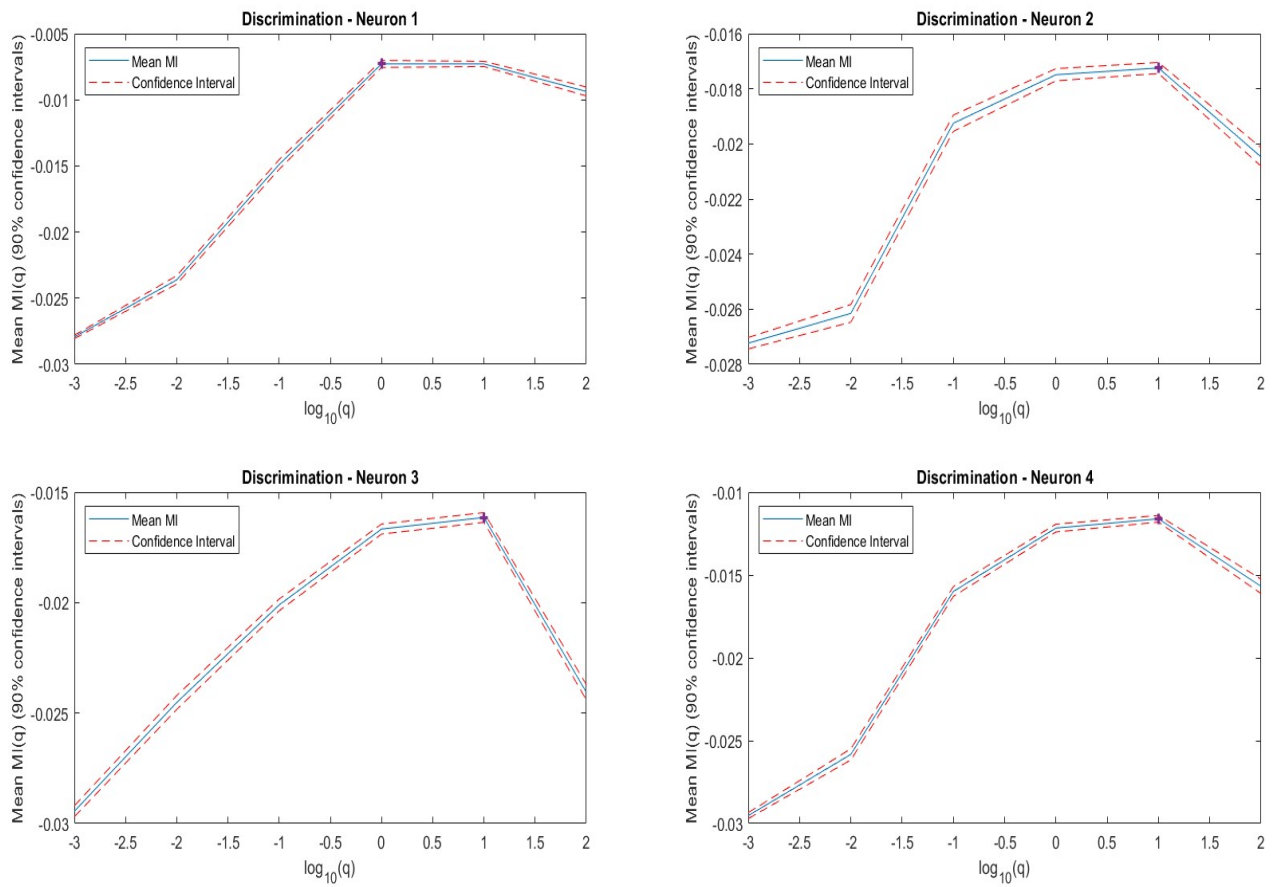 Discrimination - Neuron 1
Mean MI(q) (90% confidence intervals)
-0.005
-0.01
-0.015
-0.02
-0.025
-0.03
Mean MI
Confidence Interval
-3 -2.5 -2 -1.5 -1 -0.5 0 0.5 1 1.5 2
log10(q)
Discrimination - Neuron 2
Mean MI(q) (90% confidence intervals)
-0.016
-0.018
-0.02
-0.022
-0.024
-0.026
-0.028
Mean MI
Confidence Interval
-3 -2.5 -2 -1.5 -1 -0.5 0 0.5 1 1.5 2
log10(q)
Discrimination - Neuron 3
Mean MI(q) (90% confidence intervals)
-0.015
-0.02
-0.025
-0.03
Mean MI
Confidence Interval
-3 -2.5 -2 -1.5 -1 -0.5 0 0.5 1 1.5 2
log10(q)
Discrimination - Neuron 4
Mean MI(q) (90% confidence intervals)
-0.01
-0.015
-0.02
-0.025
-0.03
Mean MI
Confidence Interval
-3 -2.5 -2 -1.5 -1 -0.5 0 0.5 1 1.5 2
log10(q)